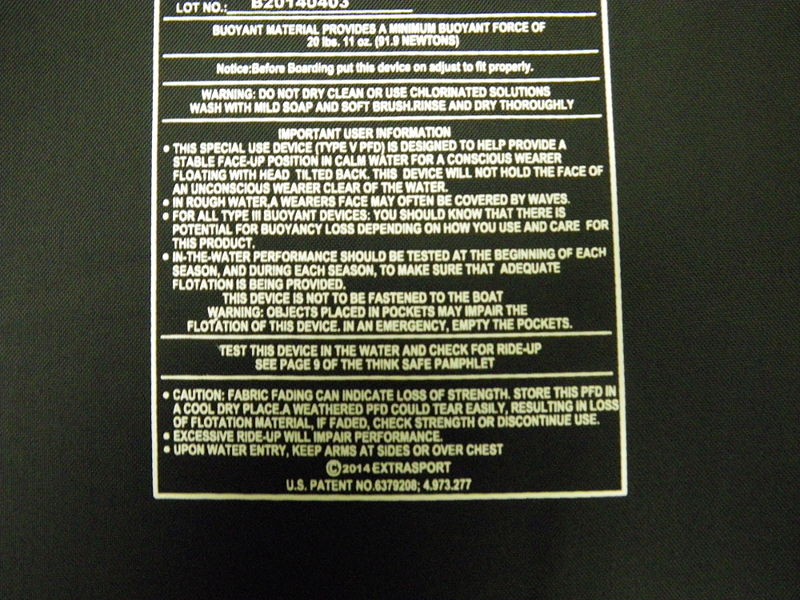 LOT NO.: B20140403
BUOYANT MATERIAL PROVIDES A MINIMUM BUOYANT FORCE OF
20 lbs. 11 oz. (91.9 NEWTONS)
Notice:Before Boarding put this device on adjust to fit properly.
WARNING: DO NOT DRY CLEAN OR USE CHLORINATED SOLUTIONS
WASH WITH MILD SOAP AND SOFT BRUSH.RINSE AND DRY THOROUGHLY
IMPORTANT USER INFORMATION
• THIS SPECIAL USE DEVICE (TYPE V PFD) IS DESIGNED TO HELP PROVIDE A
STABLE FACE-UP POSITION IN CALM WATER FOR A CONSCIOUS WEARER
FLOATING WITH HEAD TILTED BACK. THIS DEVICE WILL NOT HOLD THE FACE OF
AN UNCONSCIOUS WEARER CLEAR OF THE WATER.
• IN ROUGH WATER,A WEARERS FACE MAY OFTEN BE COVERED BY WAVES.
• FOR ALL TYPE III BUOYANT DEVICES: YOU SHOULD KNOW THAT THERE IS
POTENTIAL FOR BUOYANCY LOSS DEPENDING ON HOW YOU USE AND CARE FOR
THIS PRODUCT.
• IN-THE-WATER PERFORMANCE SHOULD BE TESTED AT THE BEGINNING OF EACH
SEASON, AND DURING EACH SEASON, TO MAKE SURE THAT ADEQUATE
FLOTATION IS BEING PROVIDED.
THIS DEVICE IS NOT TO BE FASTENED TO THE BOAT
WARNING: OBJECTS PLACED IN POCKETS MAY IMPAIR THE
FLOTATION OF THIS DEVICE. IN AN EMERGENCY, EMPTY THE POCKETS.
TEST THIS DEVICE IN THE WATER AND CHECK FOR RIDE-UP
SEE PAGE 9 OF THE THINK SAFE PAMPHLET
• CAUTION: FABRIC FADING CAN INDICATE LOSS OF STRENGTH. STORE THIS PFD IN
A COOL DRY PLACE.A WEATHERED PFD COULD TEAR EASILY, RESULTING IN LOSS
OF FLOTATION MATERIAL, IF FADED, CHECK STRENGTH OR DISCONTINUE USE.
• EXCESSIVE RIDE-UP WILL IMPAIR PERFORMANCE.
• UPON WATER ENTRY, KEEP ARMS AT SIDES OR OVER CHEST
©2014 EXTRASPORT
U.S. PATENT NO.6379208; 4.973.277